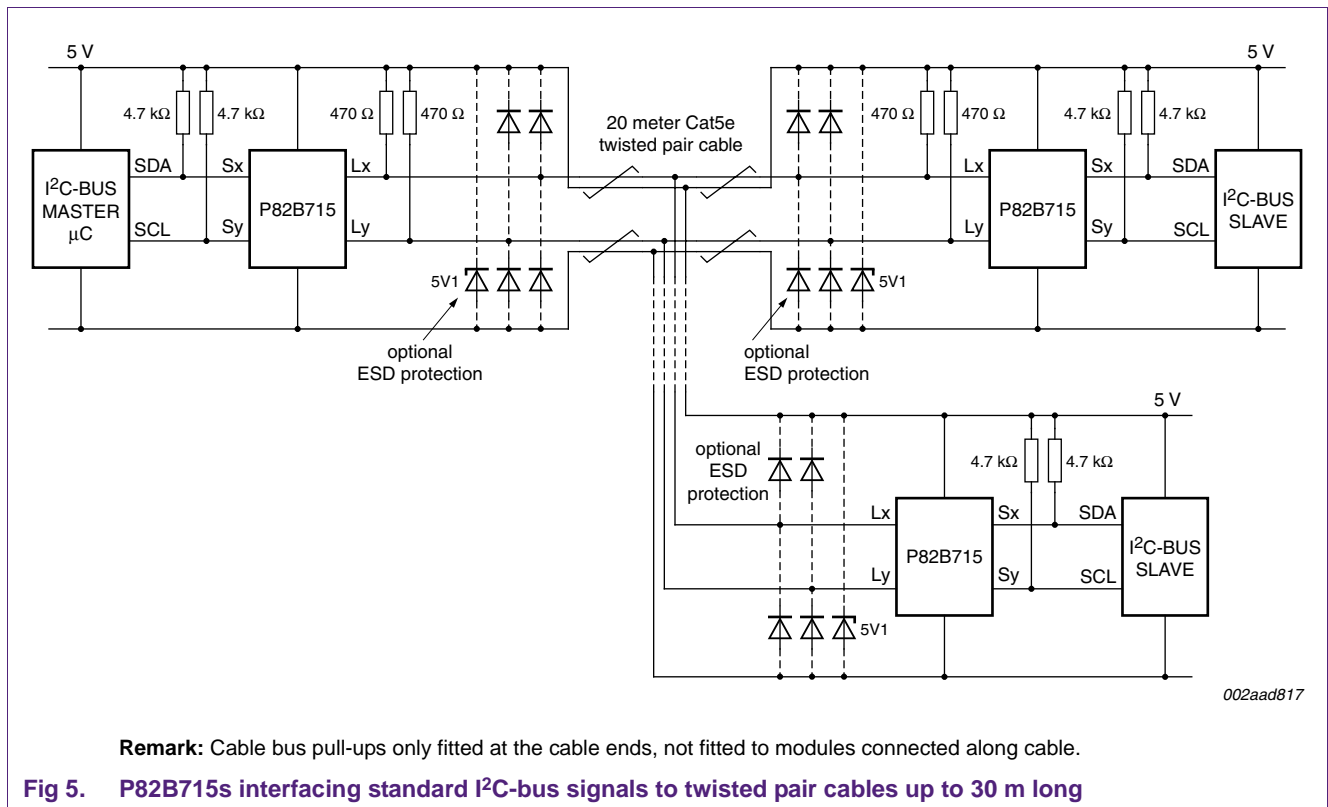 5 V
5 V
4.7 kΩ
4.7 kΩ
470 Ω
470 Ω
20 meter Cat5e
twisted pair cable
470 Ω
470 Ω
4.7 kΩ
4.7 kΩ
I²C-BUS
MASTER
μC
SDA
SCL
Sx
Sy
P82B715
Lx
Ly
Lx
Ly
P82B715
Sx
Sy
SDA
SCL
I²C-BUS
SLAVE
5V1
5V1
optional
ESD protection
optional
ESD protection
5 V
optional
ESD
protection
4.7 kΩ
4.7 kΩ
Lx
Ly
P82B715
Sx
Sy
SDA
SCL
I²C-BUS
SLAVE
5V1
002aad817
Remark: Cable bus pull-ups only fitted at the cable ends, not fitted to modules connected along cable.
Fig 5. P82B715s interfacing standard I²C-bus signals to twisted pair cables up to 30 m long